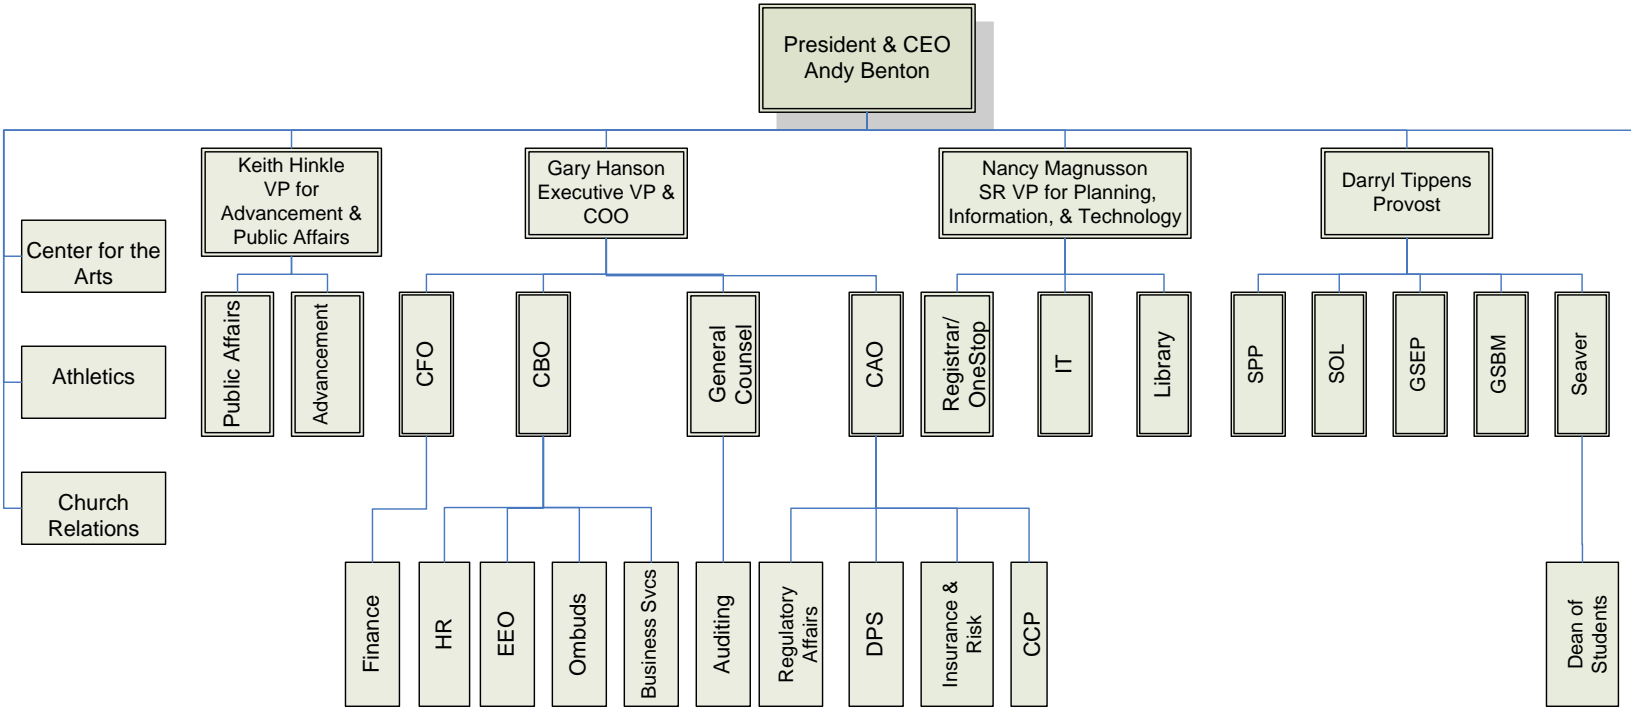 President & CEO
Andy Benton
Keith Hinkle
VP for
Advancement &
Public Affairs
Gary Hanson
Executive VP &
COO
Nancy Magnusson
SR VP for Planning,
Information, & Technology
Darryl Tippens
Provost
Center for the
Arts
Athletics
Church
Relations
Public Affairs
Advancement
CFO
CBO
General
Counsel
CAO
Registrar/
OneStop
IT
Library
SPP
SOL
GSEP
GSBM
Seaver
Finance
HR
EEO
Ombuds
Business Svcs
Auditing
Regulatory
Affairs
DPS
Insurance &
Risk
CCP
Dean of
Students